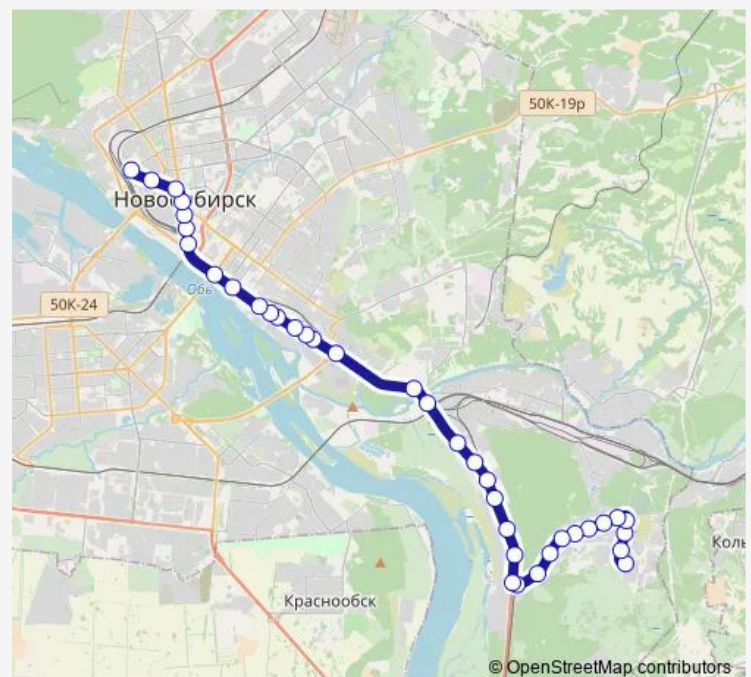 50К-19р
Новосибирск
Обь
50К-24
Коль
Краснообск
© OpenStreetMap contributors